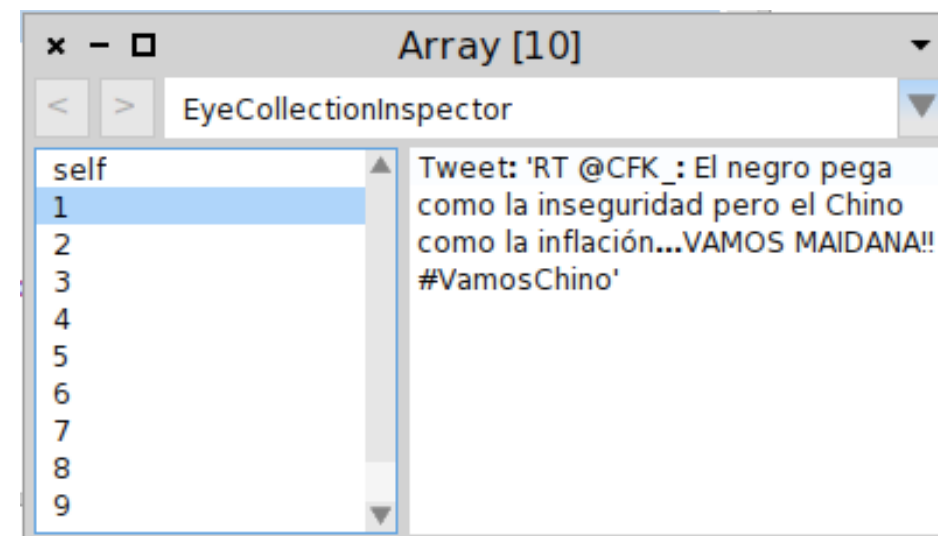 × – □ Array [10]
< > EyeCollectionInspector
self
1
2
3
4
5
6
7
8
9
Tweet: 'RT @CFK_: El negro pega
como la inseguridad pero el Chino
como la inflación...VAMOS MAIDANA!!
#VamosChino'